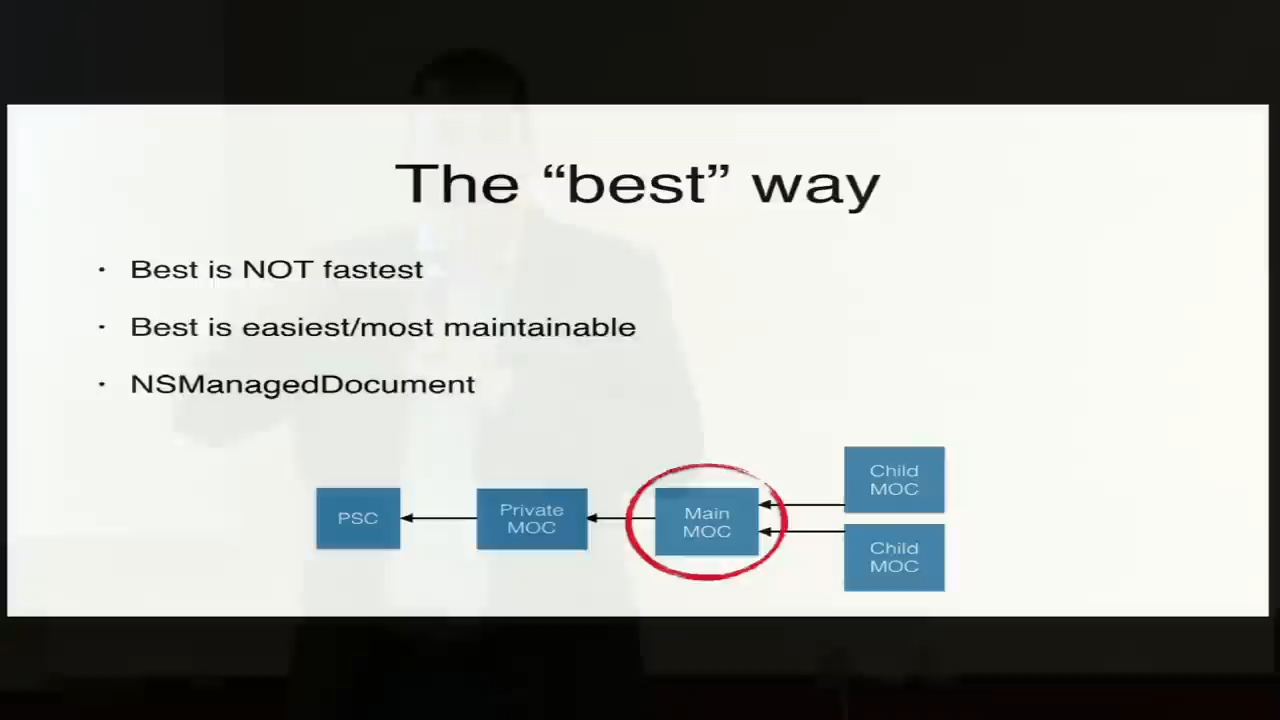 The “best” way
· Best is NOT fastest
· Best is easiest/most maintainable
· NSManagedDocument
PSC
Private
MOC
Main
MOC
Child
MOC
Child
MOC